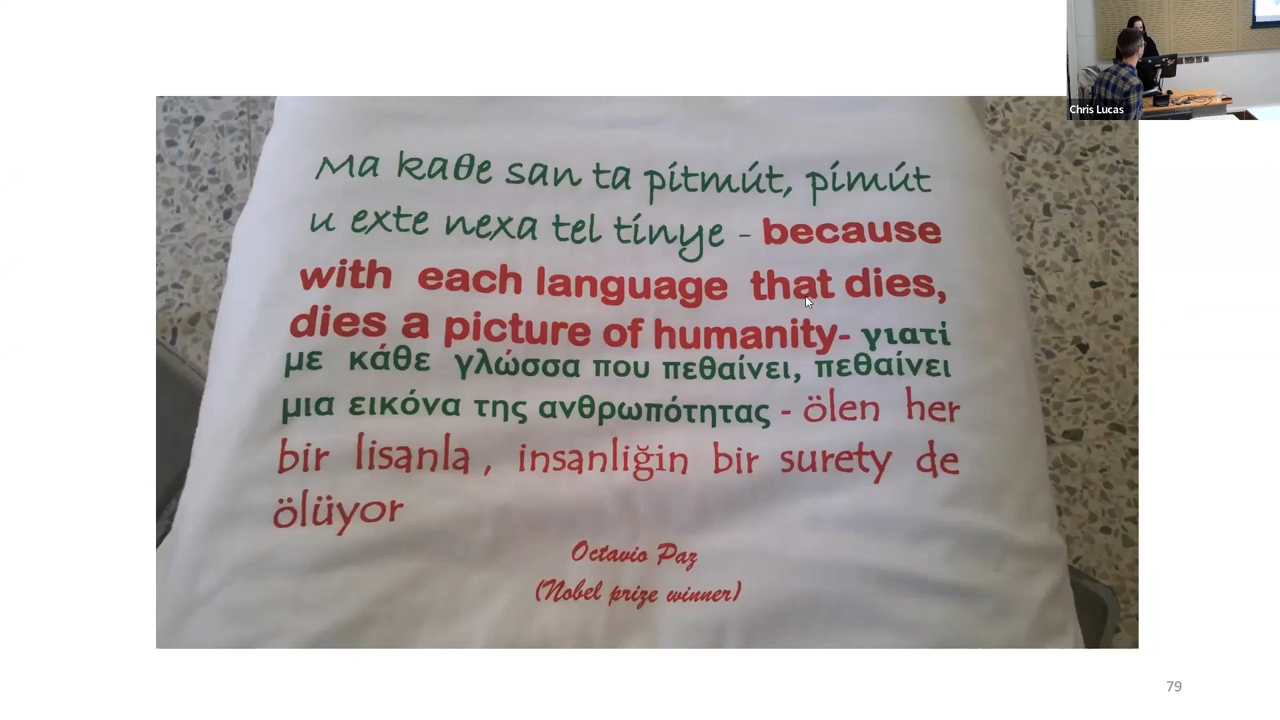 Chris Lucas
Ma kaθe san ta pitmút, pimút
u exte nexa tel tínye - because
with each language that dies,
dies a picture of humanity- γιατί
με κάθε γλώσσα που πεθαίνει, πεθαίνει
μια εικόνα της ανθρωπότητας - ölen her
bir lisanla , insanliğin bir surety de
ölüyor
Octavio Paz
(Nobel prize winner)
79